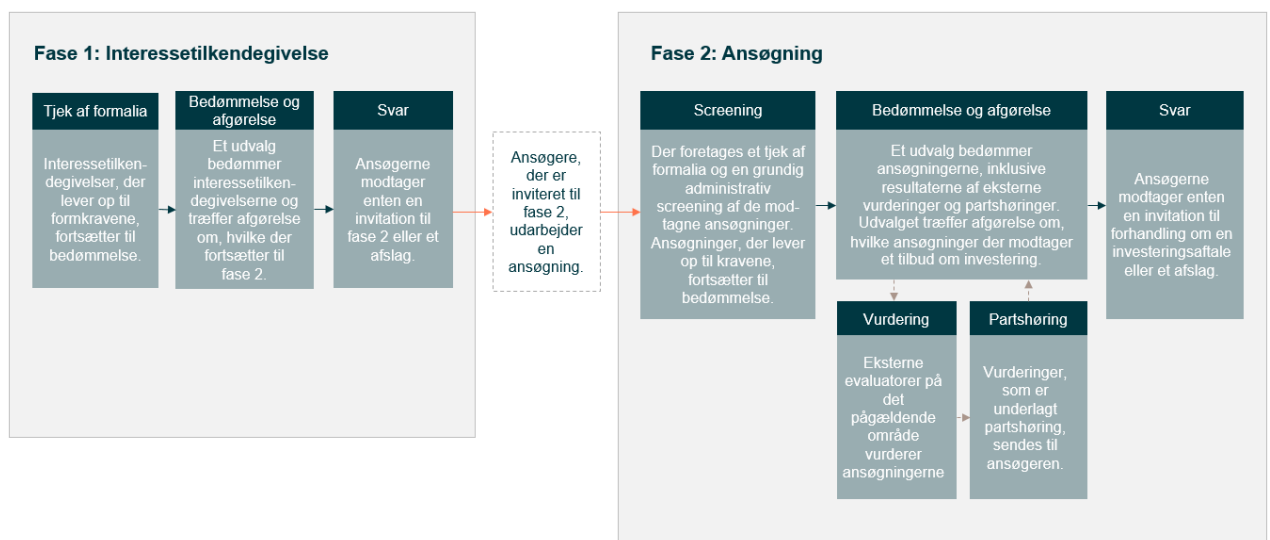 Fase 1: Interessetilkendegivelse
Tjek af formalia
Interessetilken-
degivelser, der
lever op til
formkravene,
fortsætter til
bedømmelse.
Bedømmelse og
afgørelse
Et udvalg
bedømmer
interessetilken-
degivelserne og
træffer afgørelse
om, hvilke der
fortsætter til
fase 2.
Svar
Ansøgerne
modtager
enten en
invitation til
fase 2 eller et
afslag.
Ansøgere,
der er
inviteret til
fase 2,
udarbejder
en
ansøgning.
Fase 2: Ansøgning
Screening
Der foretages et tjek af
formalia og en grundig
administrativ
screening af de mod-
tagne ansøgninger.
Ansøgninger, der lever
op til kravene,
fortsætter til
bedømmelse.
Bedømmelse og afgørelse
Et udvalg bedømmer
ansøgningerne, inklusive
resultaterne af eksterne
vurderinger og partshøringer.
Udvalget træffer afgørelse om,
hvilke ansøgninger der modtager
et tilbud om investering.
Vurdering
Eksterne
evaluatorer på
det
pågældende
område
vurderer
ansøgningerne
Partshøring
Vurderinger,
som er
underlagt
partshøring,
sendes til
ansøgeren.
Svar
Ansøgerne
modtager enten
en invitation til
forhandling om en
investeringsaftale
eller et afslag.